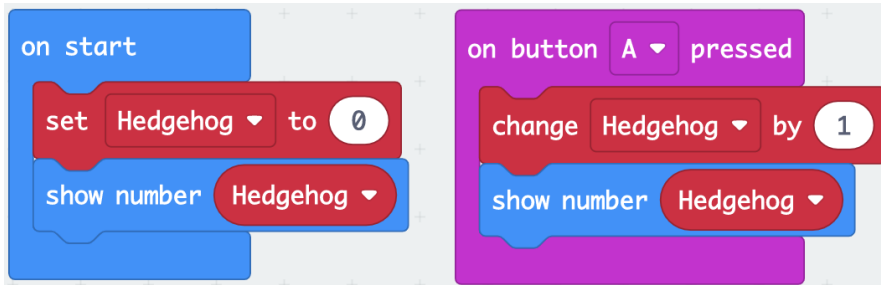 on start
set Hedgehog to 0
show number Hedgehog
on button A pressed
change Hedgehog by 1
show number Hedgehog